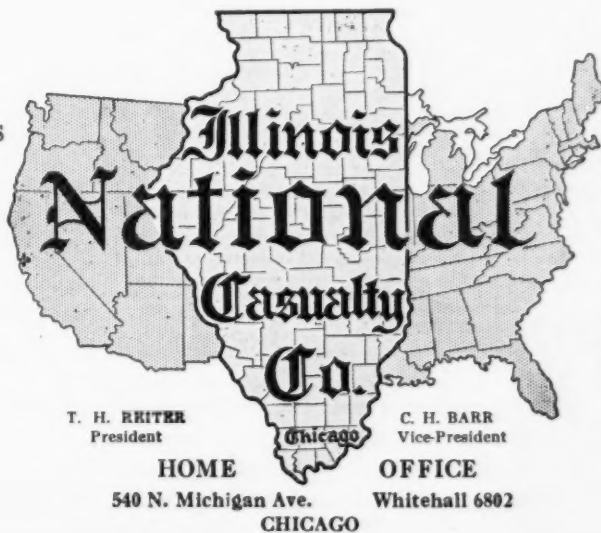 Illinois
National
Casualty
Co.
T. H. REITER C. H. BARR
President Chicago Vice-President
HOME OFFICE
540 N. Michigan Ave. Whitehall 6802
CHICAGO